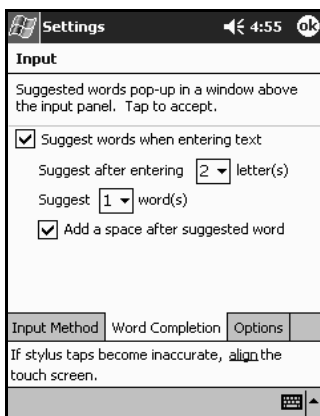 Settings 4:55 ok
Input
Suggested words pop-up in a window above
the input panel. Tap to accept.
Suggest words when entering text
Suggest after entering 2 letter(s)
Suggest 1 word(s)
Add a space after suggested word
Input Method Word Completion Options
If stylus taps become inaccurate, align the
touch screen.